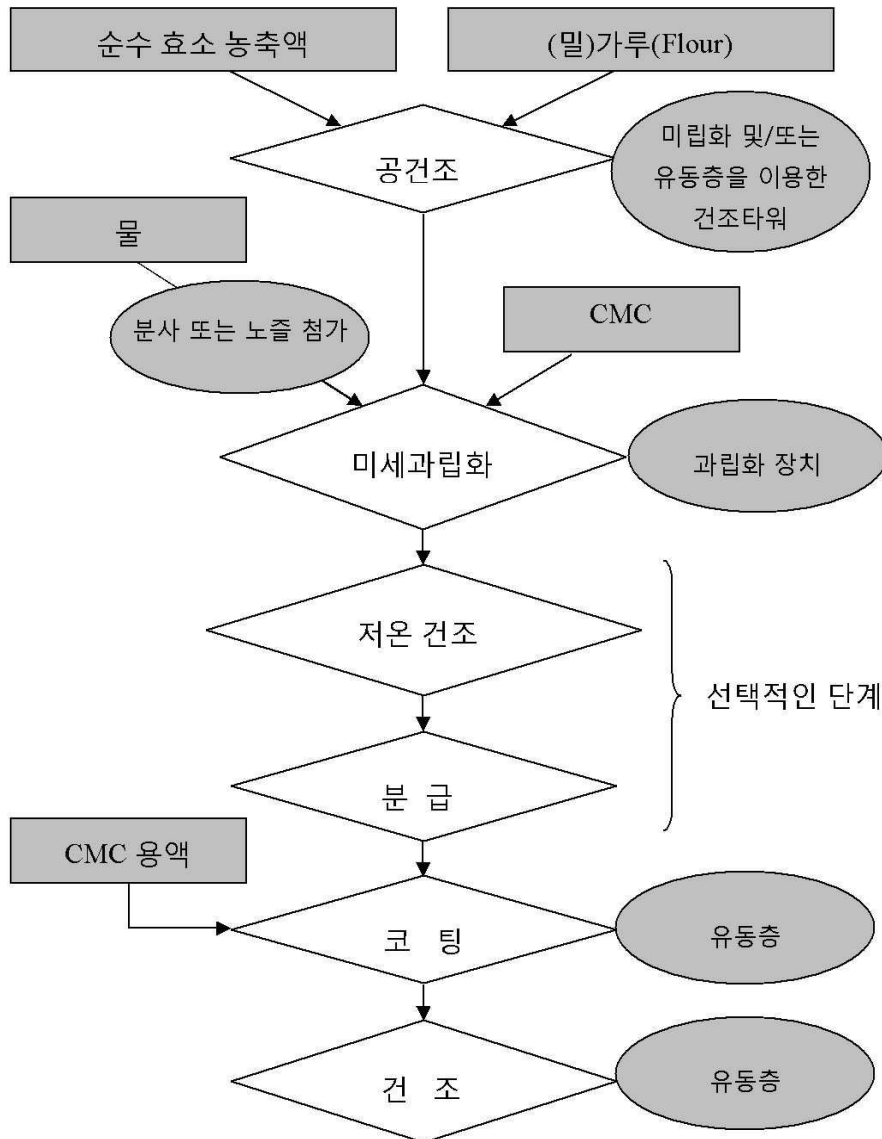 순수 효소 농축액
(밀)가루(Flour)
공건조
미립화 및/또는
유동층을 이용한
건조타워
물
분사 또는 노즐 첨가
CMC
미세과립화
과립화 장치
저온 건조
선택적인 단계
분 급
CMC 용액
코 팅
유동층
건 조
유동층